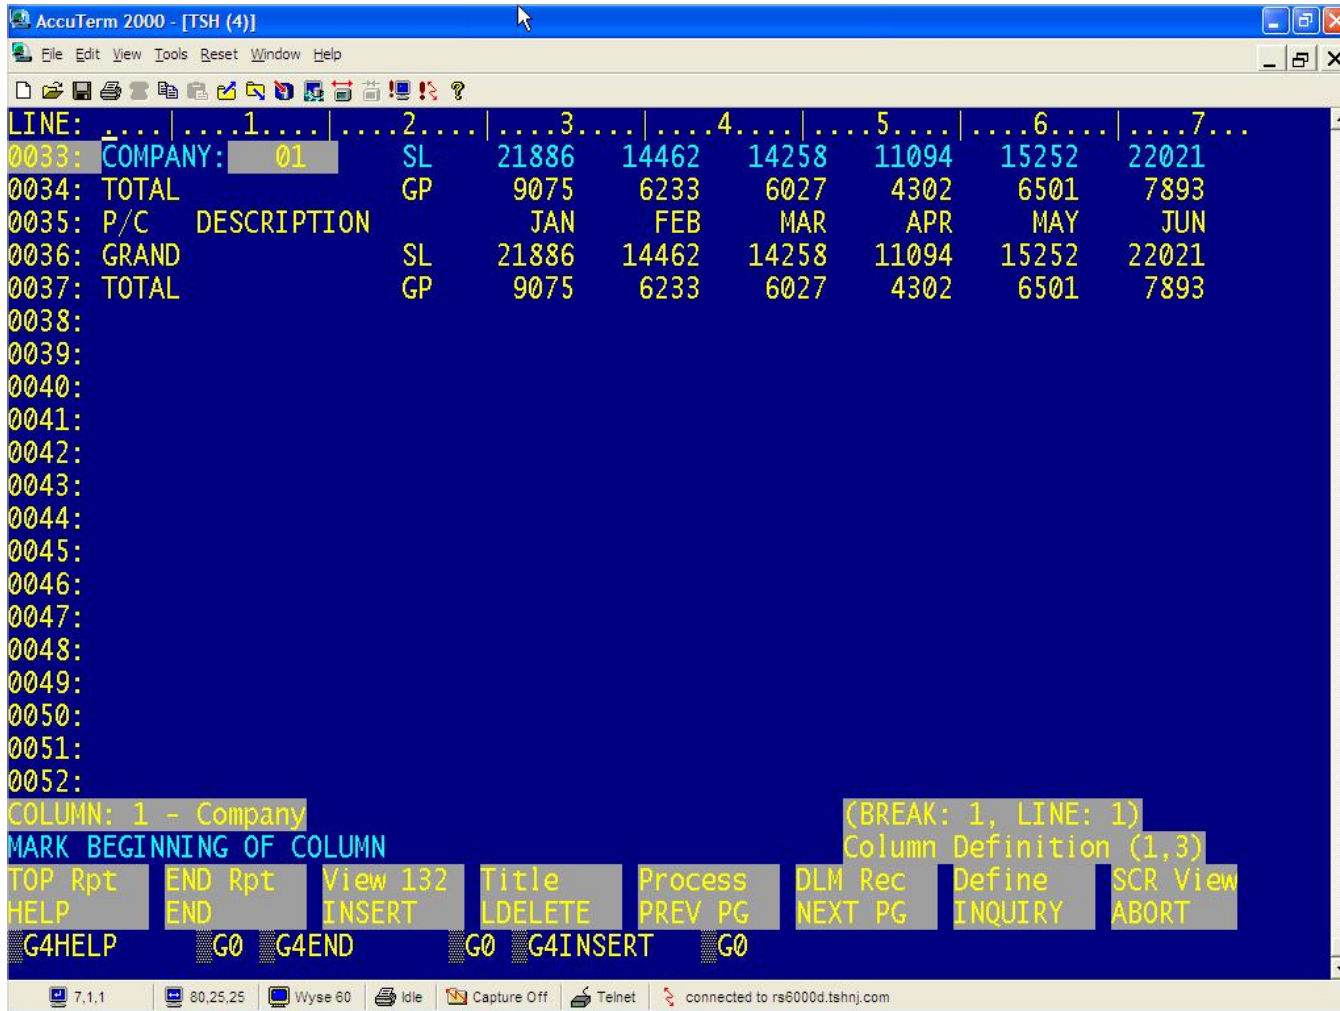 AccuTerm 2000 - [TSH (4)]
File Edit View Tools Reset Window Help
LINE: ....|....1....|....2....|....3....|....4....|....5....|....6....|....7...
0033: COMPANY: 01 SL 21886 14462 14258 11094 15252 22021
0034: TOTAL GP 9075 6233 6027 4302 6501 7893
0035: P/C DESCRIPTION JAN FEB MAR APR MAY JUN
0036: GRAND SL 21886 14462 14258 11094 15252 22021
0037: TOTAL GP 9075 6233 6027 4302 6501 7893
0038:
0039:
0040:
0041:
0042:
0043:
0044:
0045:
0046:
0047:
0048:
0049:
0050:
0051:
0052:
COLUMN: 1 - Company (BREAK: 1, LINE: 1)
MARK BEGINNING OF COLUMN Column Definition (1,3)
TOP Rpt END Rpt View 132 Title Process DLM Rec Define SCR View
HELP END INSERT LDELETE PREV PG NEXT PG INQUIRY ABORT
G4HELP G0 G4END G0 G4INSERT G0
7,1,1 80,25,25 Wyse 60 Idle Capture Off Telnet connected to rs6000d.tshnj.com